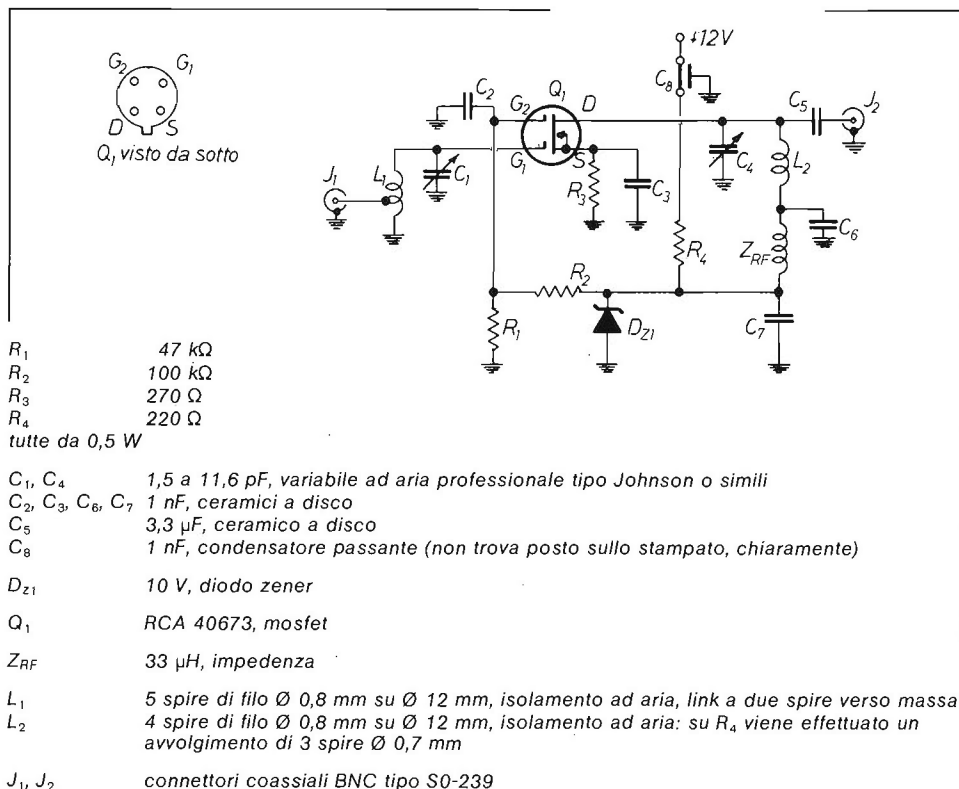 G2 G1
D S
Q1 visto da sotto
+12V
C8
C2
Q1
G2 D
G1 S
J1
L1
C1
R3
C3
C4
C5
J2
L2
C6
ZRF
R4
R2
R1
DZ1
C7
R1 47 kΩ
R2 100 kΩ
R3 270 Ω
R4 220 Ω
tutte da 0,5 W
C1, C4 1,5 a 11,6 pF, variabile ad aria professionale tipo Johnson o simili
C2, C3, C6, C7 1 nF, ceramici a disco
C5 3,3 µF, ceramico a disco
C8 1 nF, condensatore passante (non trova posto sullo stampato, chiaramente)
DZ1 10 V, diodo zener
Q1 RCA 40673, mosfet
ZRF 33 µH, impedenza
L1 5 spire di filo Ø 0,8 mm su Ø 12 mm, isolamento ad aria, link a due spire verso massa
L2 4 spire di filo Ø 0,8 mm su Ø 12 mm, isolamento ad aria: su R4 viene effettuato un
avvolgimento di 3 spire Ø 0,7 mm
J1, J2 connettori coassiali BNC tipo S0-239